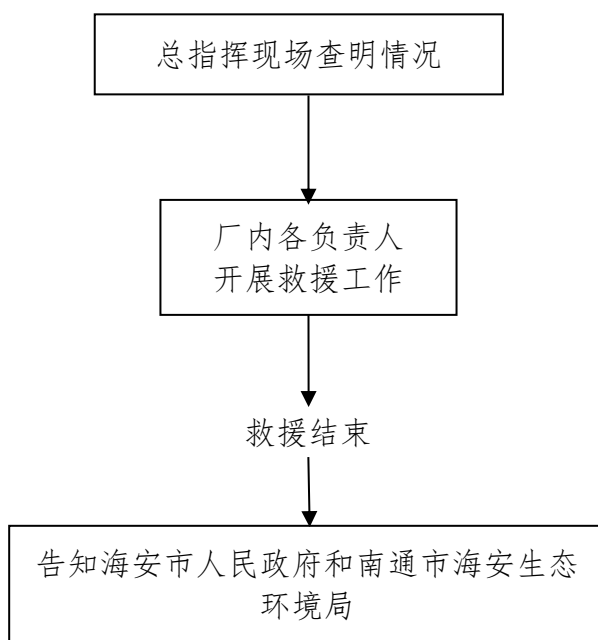 总指挥现场查明情况
厂内各负责人
开展救援工作
救援结束
告知海安市人民政府和南通市海安生态
环境局